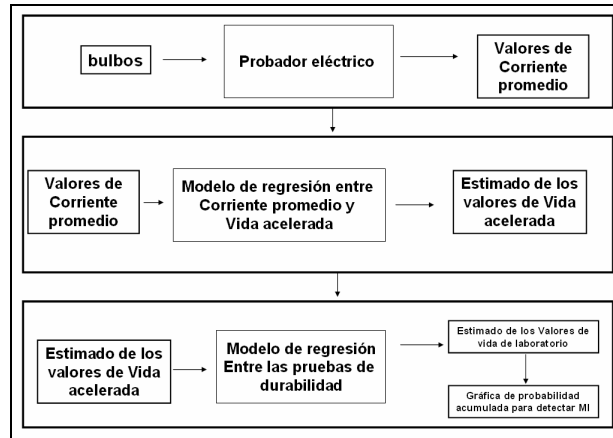 bulbos
Probador eléctrico
Valores de
Corriente
promedio
Valores de
Corriente
promedio
Modelo de regresión entre
Corriente promedio y
Vida acelerada
Estimado de los
valores de Vida
acelerada
Estimado de los
valores de Vida
acelerada
Modelo de regresión
Entre las pruebas de
durabilidad
Estimado de los Valores de
vida de laboratorio
Gráfica de probabilidad
acumulada para detectar MI